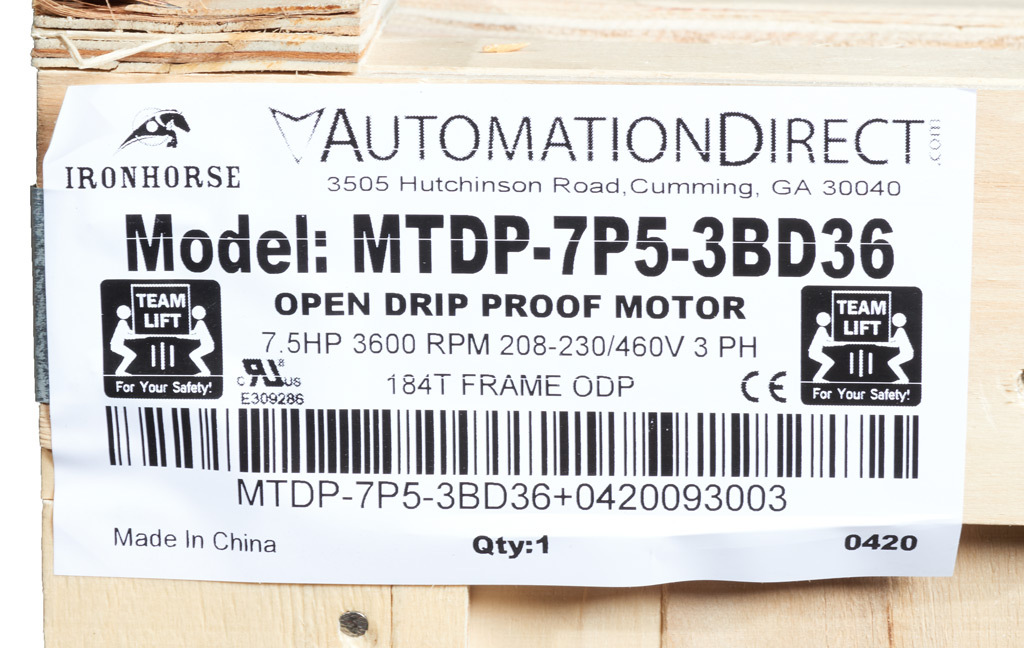 IRONHORSE
AUTOMATIONDIRECT.COM
3505 Hutchinson Road,Cumming, GA 30040
Model: MTDP-7P5-3BD36
TEAM
LIFT
For Your Safety!
OPEN DRIP PROOF MOTOR
7.5HP 3600 RPM 208-230/460V 3 PH
184T FRAME ODP
c RU ® US
E309286
CE
TEAM
LIFT
For Your Safety!
MTDP-7P5-3BD36+0420093003
Made In China
Qty:1
0420